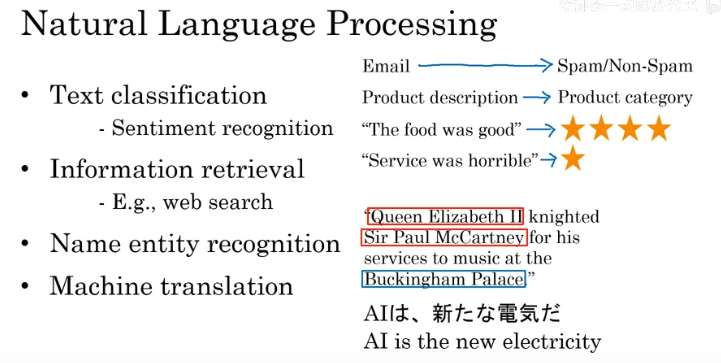 Natural Language Processing
• Text classification
- Sentiment recognition
• Information retrieval
- E.g., web search
• Name entity recognition
• Machine translation
Email → Spam/Non-Spam
Product description → Product category
“The food was good” → ★★★★
“Service was horrible” → ★
“Queen Elizabeth II knighted
Sir Paul McCartney for his
services to music at the
Buckingham Palace.”
AIは、新たな電気だ
AI is the new electricity